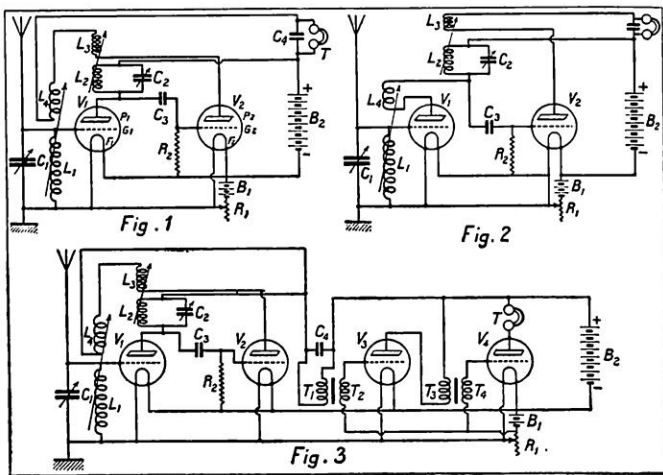 L3
C4
T
L2
C2
L4
V1
P1
G1
F1
C3
V2
P2
G2
F2
R2
C1
L1
+
B2
-
B1
R1
Fig. 1
L3
L2
C2
L4
V1
V2
C3
R2
C1
L1
+
B2
-
B1
R1
Fig. 2
L3
L2
C2
L4
V1
C3
V2
C4
V3
T
V4
R2
T1
T2
T3
T4
C1
L1
+
B2
-
B1
R1.
Fig. 3